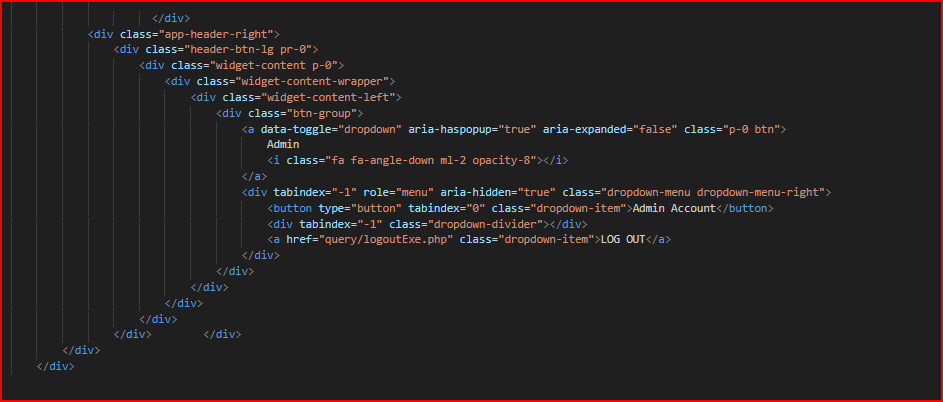 </div>
<div class="app-header-right">
<div class="header-btn-lg pr-0">
<div class="widget-content p-0">
<div class="widget-content-wrapper">
<div class="widget-content-left">
<div class="btn-group">
<a data-toggle="dropdown" aria-haspopup="true" aria-expanded="false" class="p-0 btn">
Admin
<i class="fa fa-angle-down ml-2 opacity-8"></i>
</a>
<div tabindex="-1" role="menu" aria-hidden="true" class="dropdown-menu dropdown-menu-right">
<button type="button" tabindex="0" class="dropdown-item">Admin Account</button>
<div tabindex="-1" class="dropdown-divider"></div>
<a href="query/logoutExe.php" class="dropdown-item">LOG OUT</a>
</div>
</div>
</div>
</div>
</div>
</div>        </div>
</div>
</div>